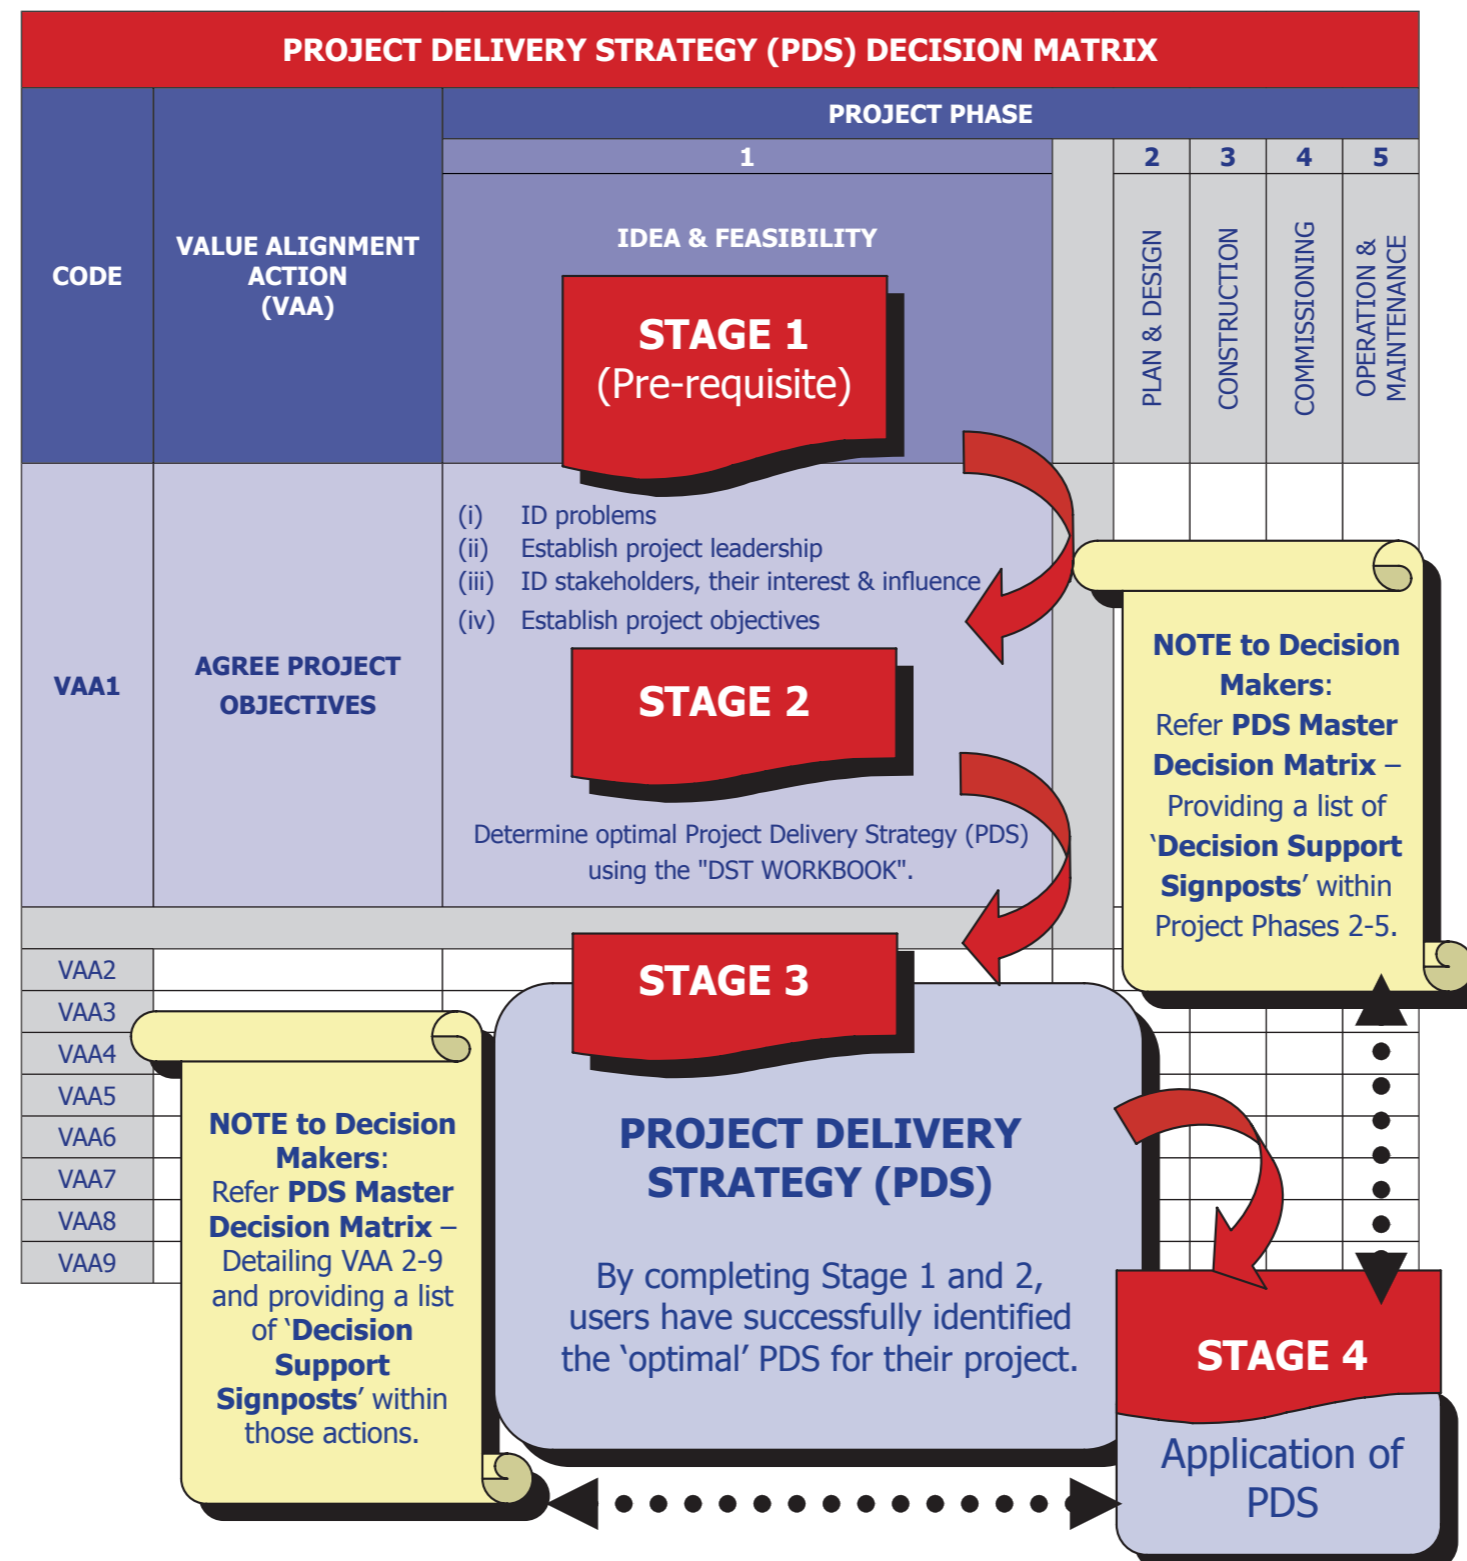 PROJECT DELIVERY STRATEGY (PDS) DECISION MATRIX
CODE
VALUE ALIGNMENT
ACTION
(VAA)
PROJECT PHASE
1
2
3
4
5
IDEA & FEASIBILITY
PLAN & DESIGN
CONSTRUCTION
COMMISSIONING
OPERATION &
MAINTENANCE
STAGE 1
(Pre-requisite)
VAA1
AGREE PROJECT
OBJECTIVES
(i) ID problems
(ii) Establish project leadership
(iii) ID stakeholders, their interest & influence
(iv) Establish project objectives
STAGE 2
Determine optimal Project Delivery Strategy (PDS)
using the "DST WORKBOOK".
NOTE to Decision
Makers:
Refer PDS Master
Decision Matrix –
Providing a list of
‘Decision Support
Signposts’ within
Project Phases 2-5.
VAA2
VAA3
VAA4
VAA5
VAA6
VAA7
VAA8
VAA9
NOTE to Decision
Makers:
Refer PDS Master
Decision Matrix –
Detailing VAA 2-9
and providing a list
of ‘Decision
Support
Signposts’ within
those actions.
STAGE 3
PROJECT DELIVERY
STRATEGY (PDS)
By completing Stage 1 and 2,
users have successfully identified
the ‘optimal’ PDS for their project.
STAGE 4
Application of
PDS